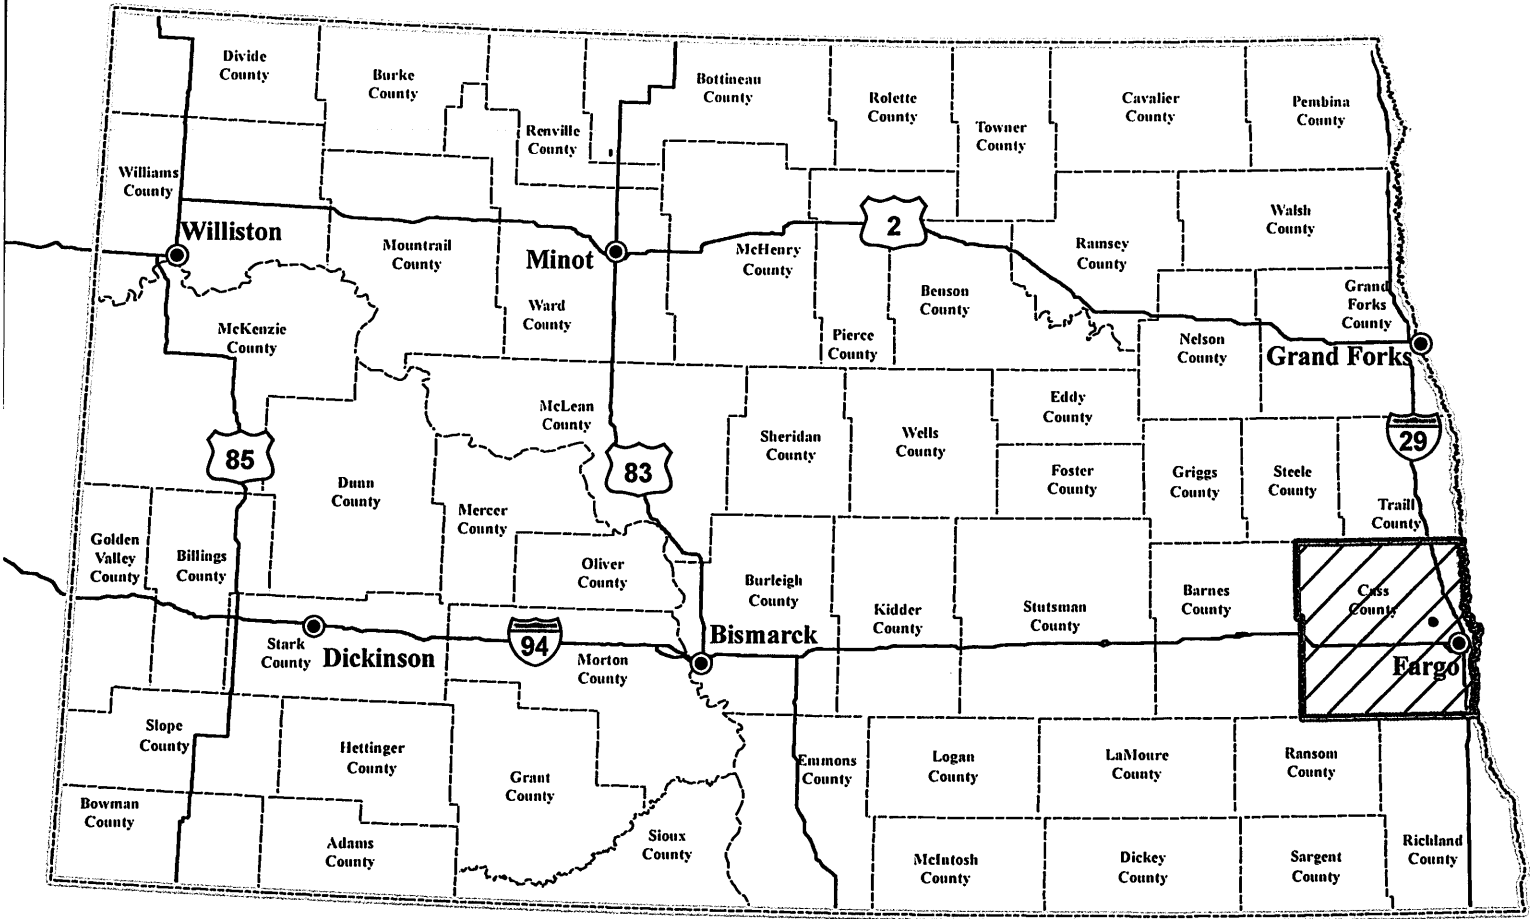 Divide
County
Burke
County
Renville
County
Bottineau
County
Rolette
County
Towner
County
Cavalier
County
Pembina
County
Williams
County
Williston
Mountrail
County
Minot
Ward
County
McHenry
County
2
Pierce
County
Benson
County
Ramsey
County
Walsh
County
Nelson
County
Grand
Forks
County
Grand Forks
McKenzie
County
McLean
County
85
83
29
Dunn
County
Mercer
County
Oliver
County
Sheridan
County
Wells
County
Eddy
County
Foster
County
Griggs
County
Steele
County
Traill
County
Golden
Valley
County
Billings
County
Stark
County
Dickinson
94
Morton
County
Bismarck
Burleigh
County
Kidder
County
Stutsman
County
Barnes
County
Cass
County
Fargo
Slope
County
Hettinger
County
Grant
County
Emmons
County
Logan
County
LaMoure
County
Ransom
County
Bowman
County
Adams
County
Sioux
County
McIntosh
County
Dickey
County
Sargent
County
Richland
County